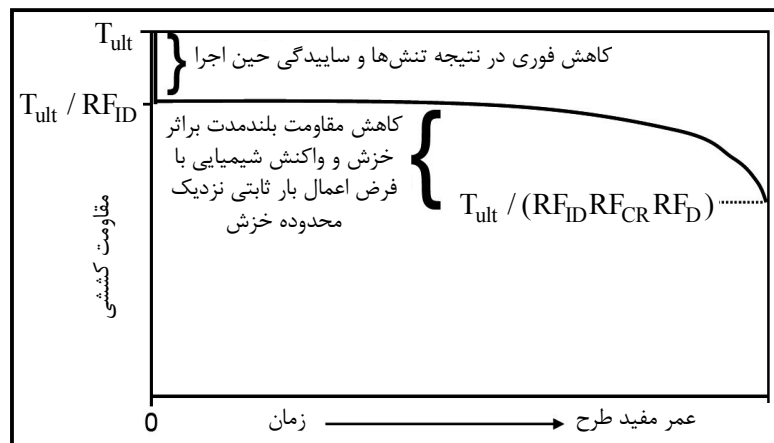 T_ult
کاهش فوری در نتیجه تنش‌ها و ساییدگی حین اجرا
T_ult / RF_ID
کاهش مقاومت بلندمدت براثر
خزش و واکنش شیمیایی با
فرض اعمال بار ثابتی نزدیک
محدوده خزش
T_ult / (RF_ID RF_CR RF_D)
مقاومت کششی
0
زمان
عمر مفید طرح